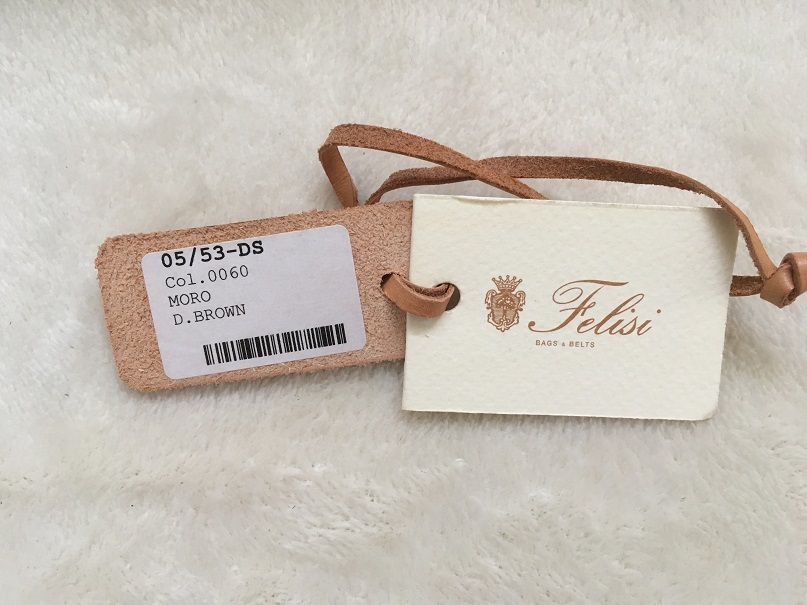 05/53-DS
Col.0060
MORO
D.BROWN
Felisi
BAGS & BELTS